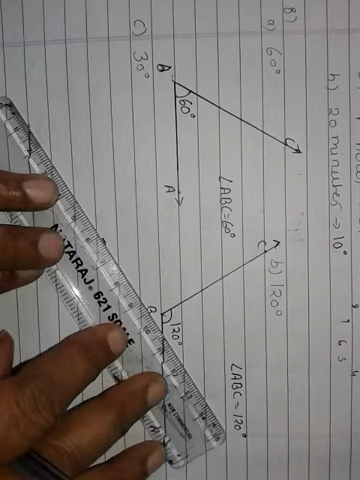 h) 20 minutes → 10°
8)
a) 60°
b) 120°
C
60°
B
A
∠ABC=60°
C
120°
B
∠ABC=120°
c) 30°
NATARAJ® 621 SCALE